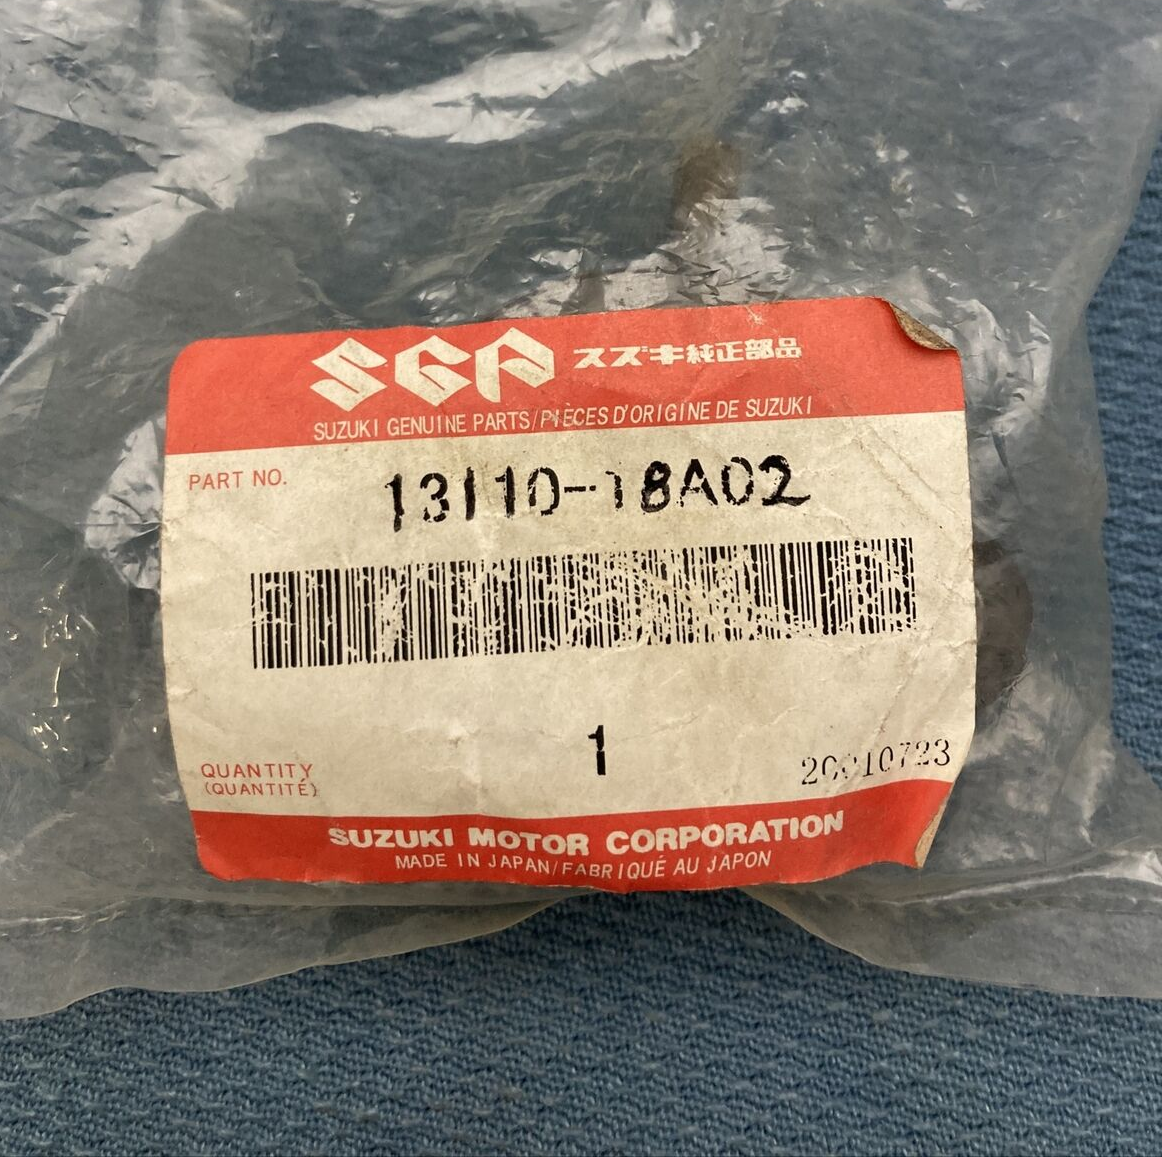 SGP スズキ純正部品
SUZUKI GENUINE PARTS/PIÈCES D'ORIGINE DE SUZUKI
PART NO. 13110-18A02
1
QUANTITY
(QUANTITÉ)
20010723
SUZUKI MOTOR CORPORATION
MADE IN JAPAN/FABRIQUÉ AU JAPON